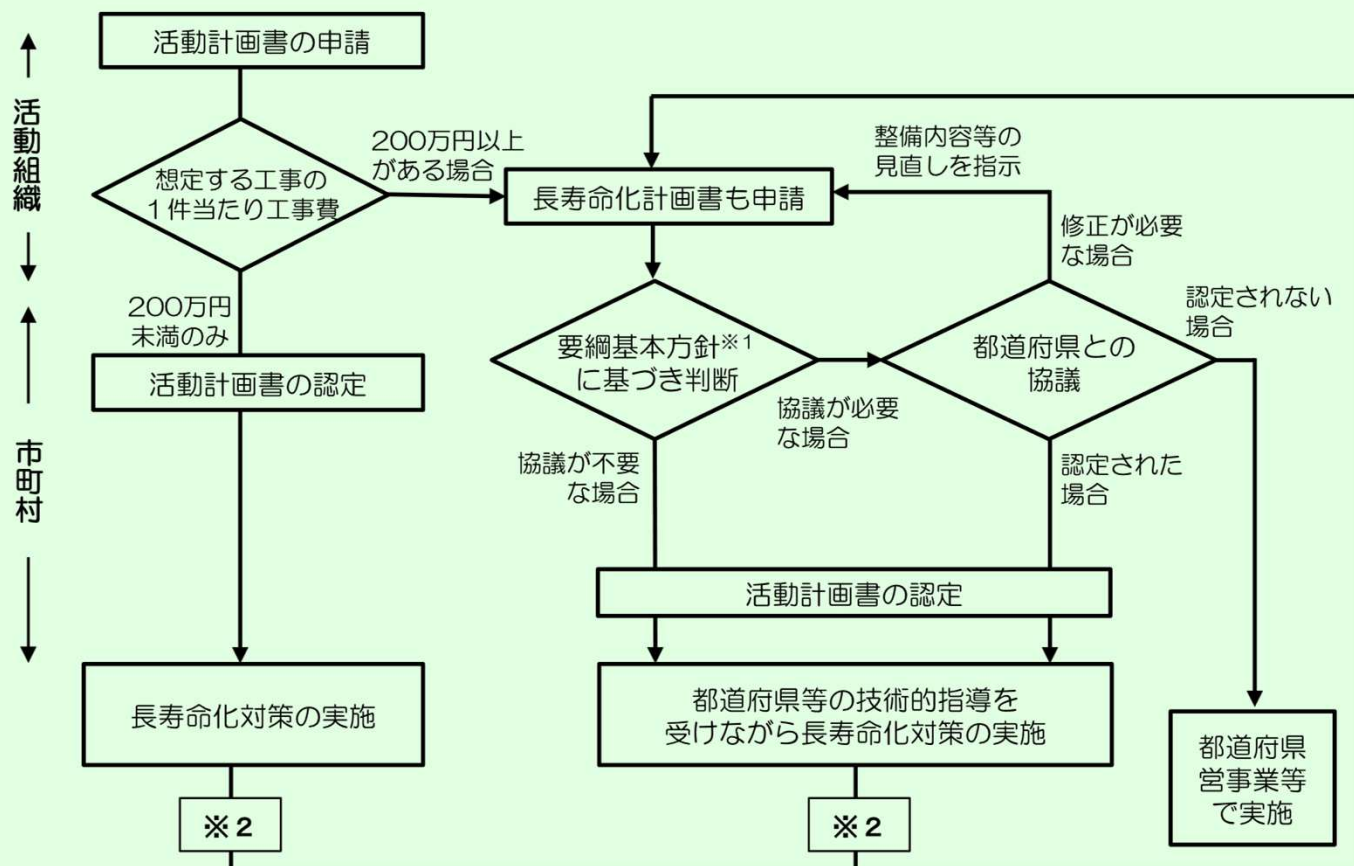 活動計画書の申請
活動組織
想定する工事の
1件当たり工事費
200万円以上
がある場合
長寿命化計画書も申請
整備内容等の
見直しを指示
修正が必要
な場合
認定されない
場合
200万円
未満のみ
活動計画書の認定
市町村
要綱基本方針※1
に基づき判断
協議が必要
な場合
都道府県との
協議
協議が不要
な場合
認定された
場合
活動計画書の認定
長寿命化対策の実施
都道府県等の技術的指導を
受けながら長寿命化対策の実施
都道府県
営事業等
で実施
※2
※2